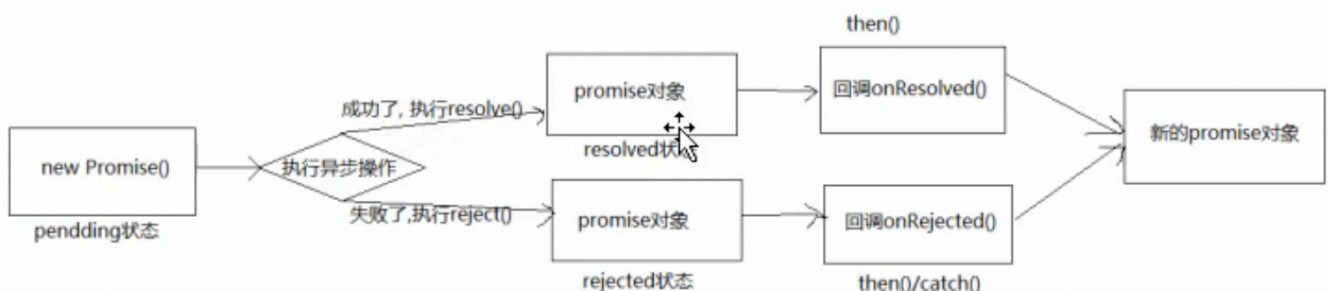 new Promise()
pendding状态
执行异步操作
成功了, 执行resolve()
promise对象
resolved状态
then()
回调onResolved()
失败了,执行reject()
promise对象
rejected状态
回调onRejected()
then()/catch()
新的promise对象